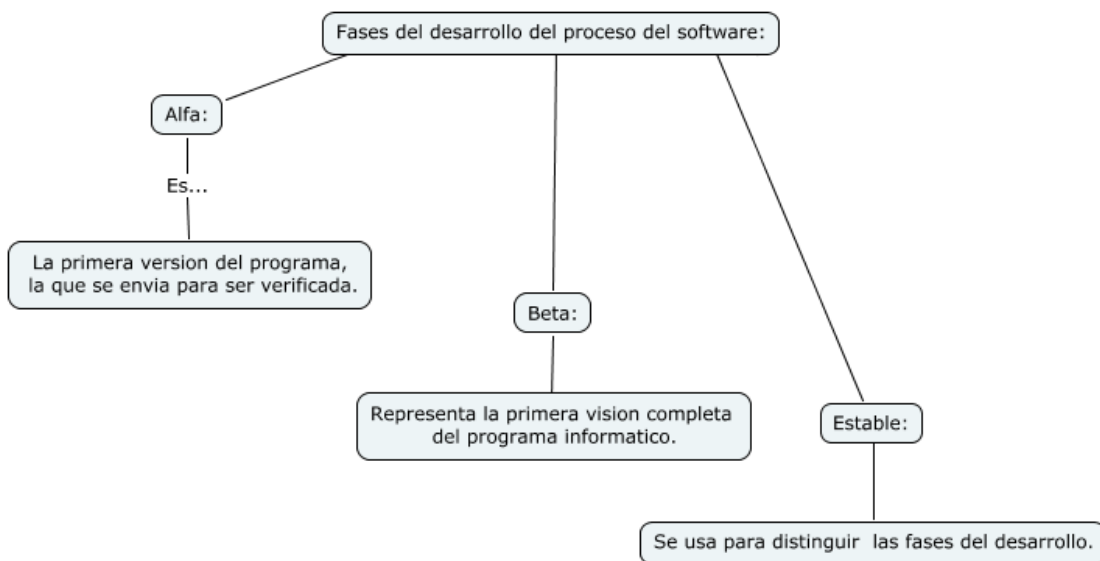 Fases del desarrollo del proceso del software:
Alfa:
Es...
La primera version del programa,
la que se envia para ser verificada.
Beta:
Representa la primera vision completa
del programa informatico.
Estable:
Se usa para distinguir  las fases del desarrollo.